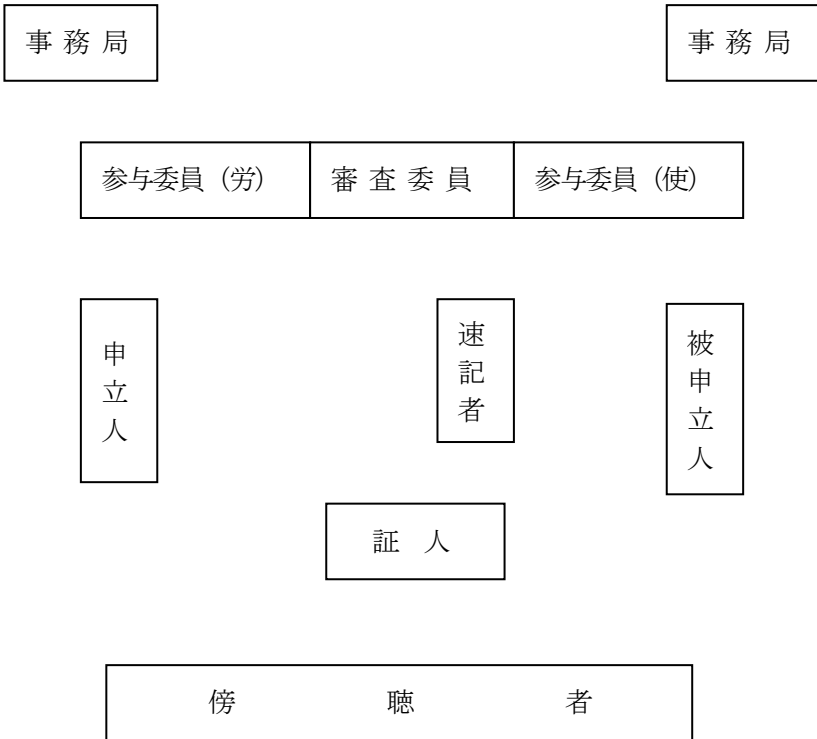 事務局
事務局
参与委員（労）
審査委員
参与委員（使）
申立人
速記者
被申立人
証人
傍聴者